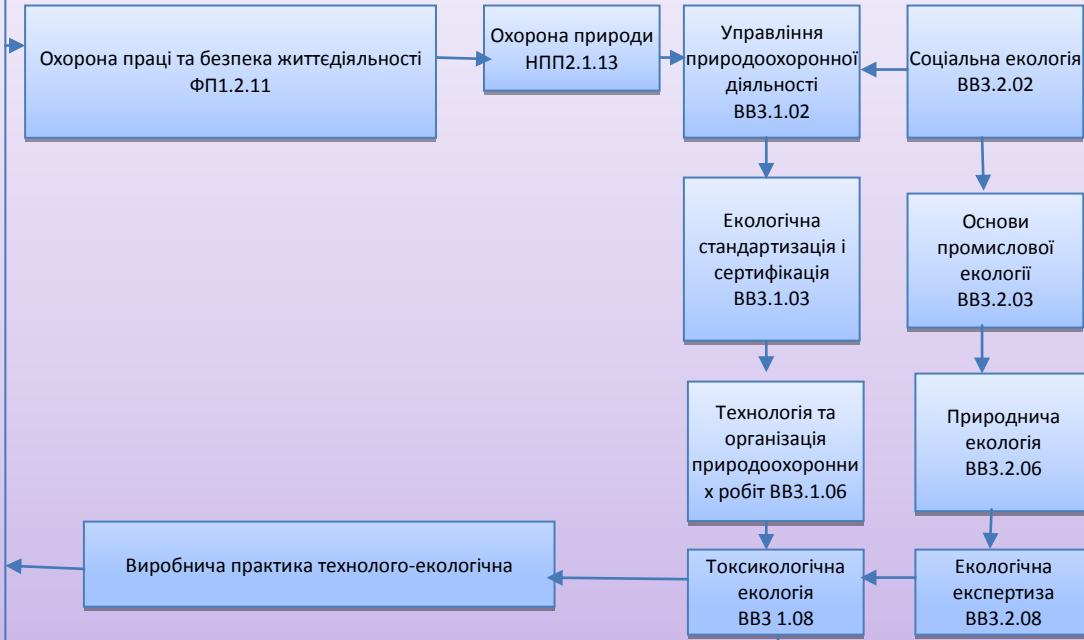 Охорона праці та безпека життєдіяльності
ФП1.2.11
Охорона природи
НПП2.1.13
Управління
природоохоронної
діяльності
ВВ3.1.02
Соціальна екологія
ВВ3.2.02
Екологічна
стандартизація і
сертифікація
ВВ3.1.03
Основи
промислової
екології
ВВ3.2.03
Технологія та
організація
природоохоронни
х робіт ВВ3.1.06
Природнича
екологія
ВВ3.2.06
Виробнича практика технолого-екологічна
Токсикологічна
екологія
ВВ3 1.08
Екологічна
експертиза
ВВ3.2.08